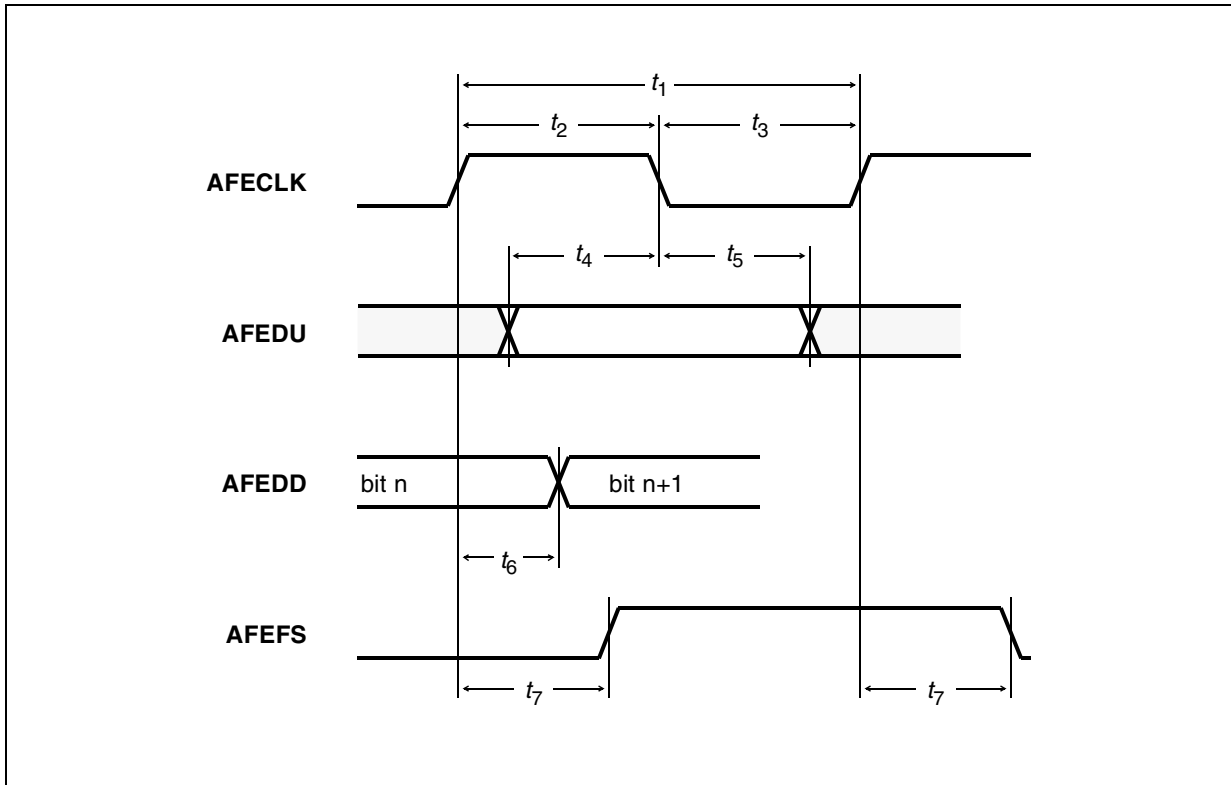 t1
t2 t3
AFECLK
t4 t5
AFEDU
AFEDD bit n bit n+1
t6
AFEFS
t7 t7